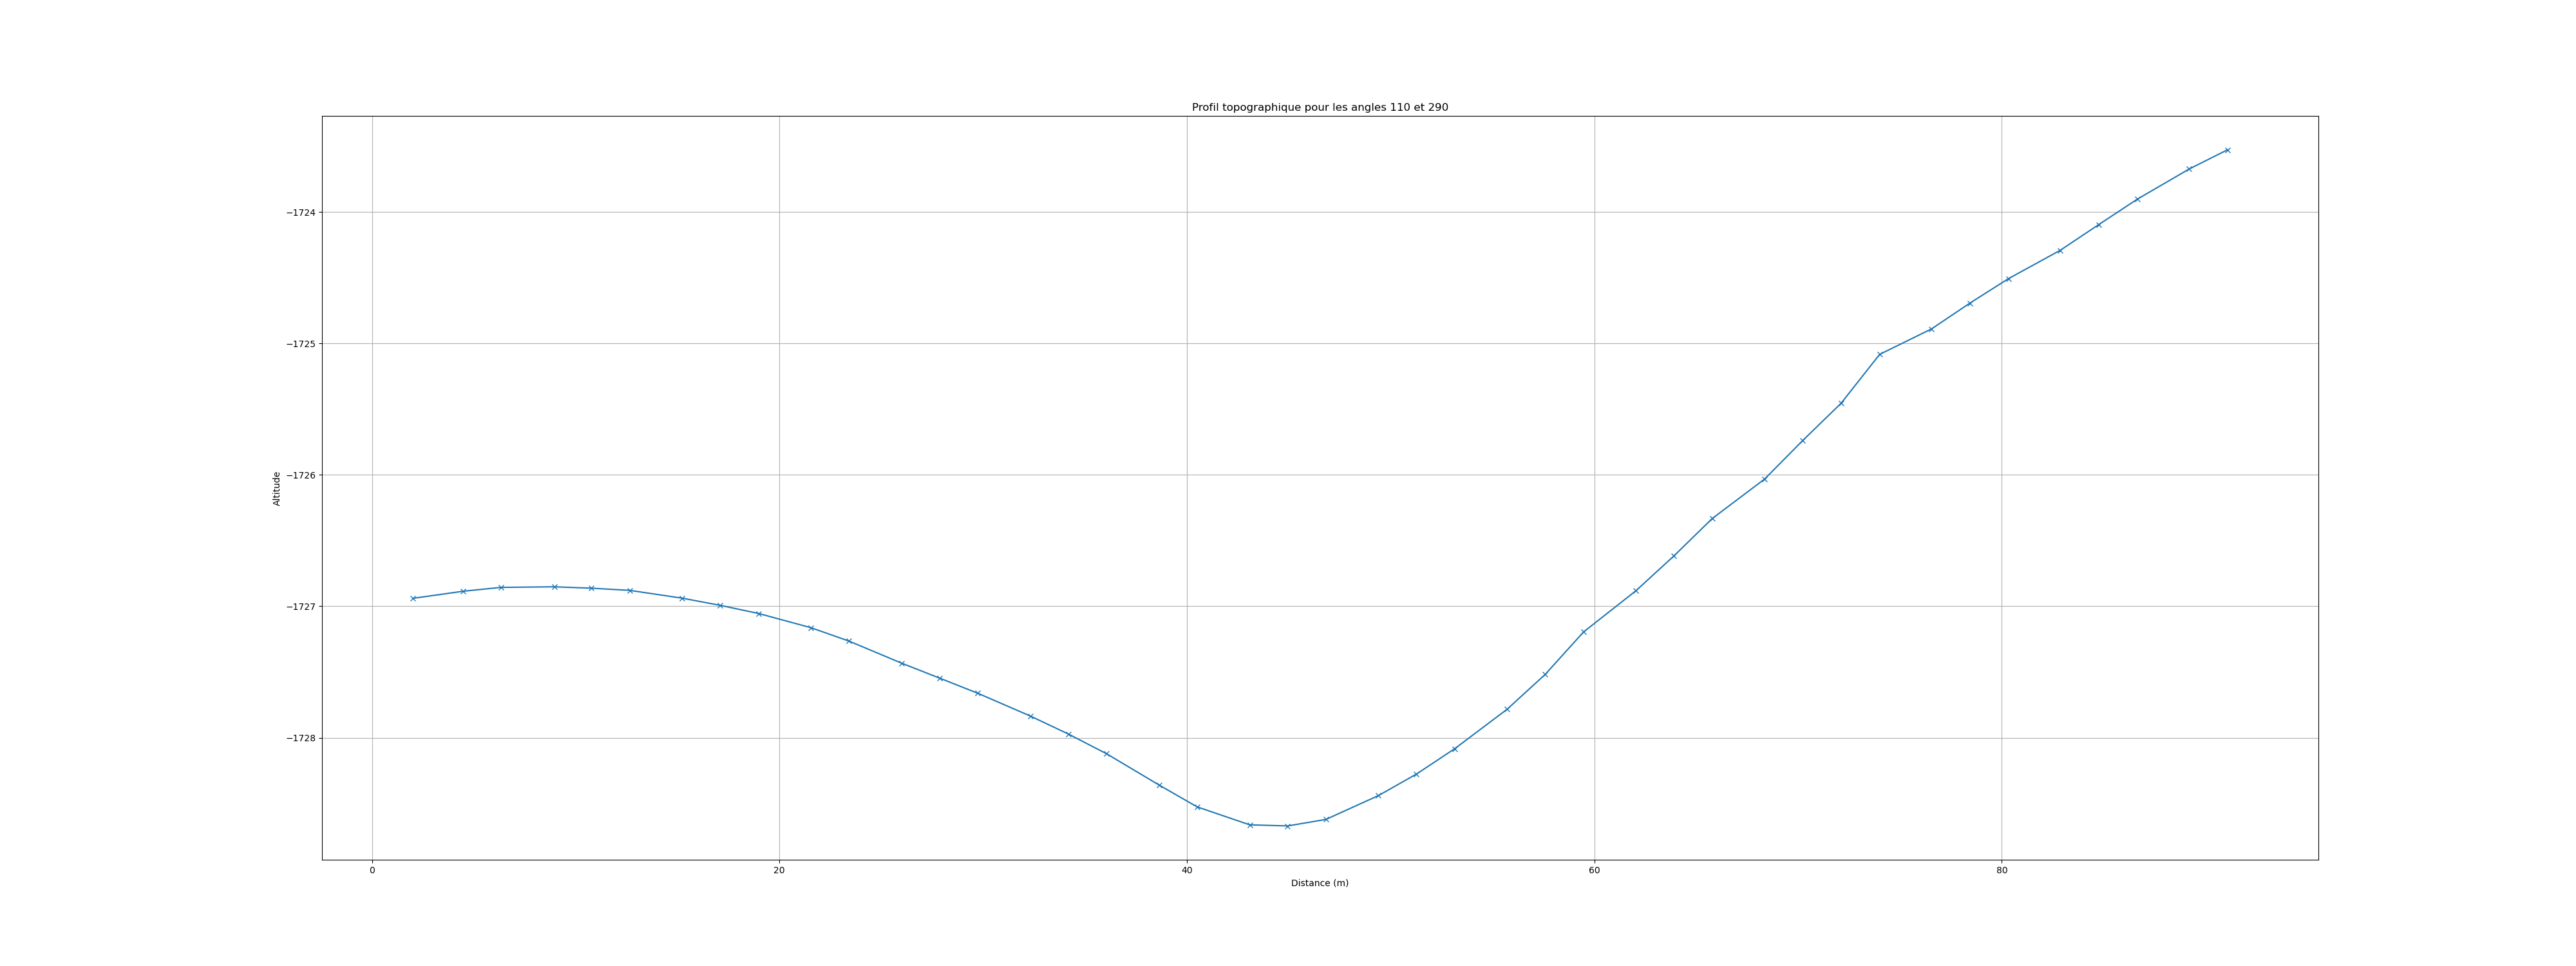 Profil topographique pour les angles 110 et 290
Altitude
−1724
−1725
−1726
−1727
−1728
0 20 40 60 80
Distance (m)